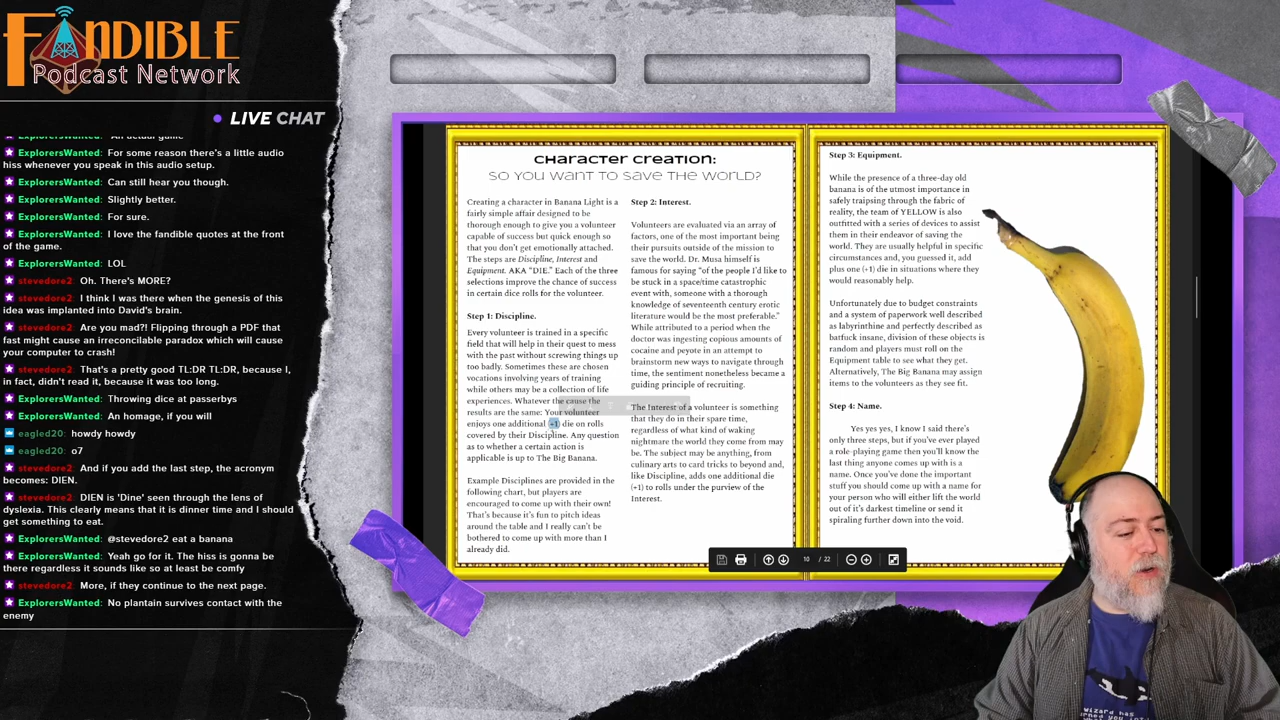 FANDIBLE
Podcast Network
LIVE CHAT
ExplorersWanted: An actual game
ExplorersWanted: For some reason there's a little audio
hiss whenever you speak in this audio setup.
ExplorersWanted: Can still hear you though.
ExplorersWanted: Slightly better.
ExplorersWanted: For sure.
ExplorersWanted: I love the fandible quotes at the front
of the game.
ExplorersWanted: LOL
stevedore2: Oh. There's MORE?
stevedore2: I think I was there when the genesis of this
idea was implanted into David's brain.
stevedore2: Are you mad?! Flipping through a PDF that
fast might cause an irreconcilable paradox which will cause
your computer to crash!
stevedore2: That's a pretty good TL:DR TL:DR, because I,
in fact, didn't read it, because it was too long.
ExplorersWanted: Throwing dice at passerbys
ExplorersWanted: An homage, if you will
eagled20: howdy howdy
eagled20: o7
stevedore2: And if you add the last step, the acronym
becomes: DIEN.
stevedore2: DIEN is 'Dine' seen through the lens of
dyslexia. This clearly means that it is dinner time and I should
get something to eat.
ExplorersWanted: @stevedore2 eat a banana
ExplorersWanted: Yeah go for it. The hiss is gonna be
there regardless it sounds like so at least be comfy
stevedore2: More, if they continue to the next page.
ExplorersWanted: No plantain survives contact with the
enemy
Character Creation:
So You Want to Save the World?
Creating a character in Banana Light is a
fairly simple affair designed to be
thorough enough to give you a volunteer
capable of success but quick enough so
that you don't get emotionally attached.
The steps are Discipline, Interest and
Equipment. AKA “DIE.” Each of the three
selections improve the chance of success
in certain dice rolls for the volunteer.
Step 1: Discipline.
Every volunteer is trained in a specific
field that will help in their quest to mess
with the past without screwing things up
too badly. Sometimes these are chosen
vocations involving years of training
while others may be a collection of life
experiences. Whatever the cause the
results are the same: Your volunteer
enjoys one additional (+1) die on rolls
covered by their Discipline. Any question
as to whether a certain action is
applicable is up to The Big Banana.
Example Disciplines are provided in the
following chart, but players are
encouraged to come up with their own!
That's because it's fun to pitch ideas
around the table and I really can't be
bothered to come up with more than I
already did.
Step 2: Interest.
Volunteers are evaluated via an array of
factors, one of the most important being
their pursuits outside of the mission to
save the world. Dr. Musa himself is
famous for saying “of the people I'd like to
be stuck in a space/time catastrophic
event with, someone with a thorough
knowledge of seventeenth century erotic
literature would be the most preferable.”
While attributed to a period when the
doctor was ingesting copious amounts of
cocaine and peyote in an attempt to
brainstorm new ways to navigate through
time, the sentiment nonetheless became a
guiding principle of recruiting.
The Interest of a volunteer is something
that they do in their spare time,
regardless of what kind of waking
nightmare the world they come from may
be. The subject may be anything, from
culinary arts to card tricks to beyond and,
like Discipline, adds one additional die
(+1) to rolls under the purview of the
Interest.
Step 3: Equipment.
While the presence of a three-day old
banana is of the utmost importance in
safely traipsing through the fabric of
reality, the team of YELLOW is also
outfitted with a series of devices to assist
them in their endeavor of saving the
world. They are usually helpful in specific
circumstances and, you guessed it, add
plus one (+1) die in situations where they
would reasonably help.
Unfortunately due to budget constraints
and a system of paperwork well described
as labyrinthine and perfectly described as
batfuck insane, division of these objects is
random and players must roll on the
Equipment table to see what they get.
Alternatively, The Big Banana may assign
items to the volunteers as they see fit.
Step 4: Name.
Yes yes yes, I know I said there's
only three steps, but if you've ever played
a role-playing game then you'll know the
last thing anyone comes up with is a
name. Once you've done the important
stuff you should come up with a name for
your person who will either lift the world
out of it's darkest timeline or send it
spiraling further down into the void.
10 / 22
wizard has